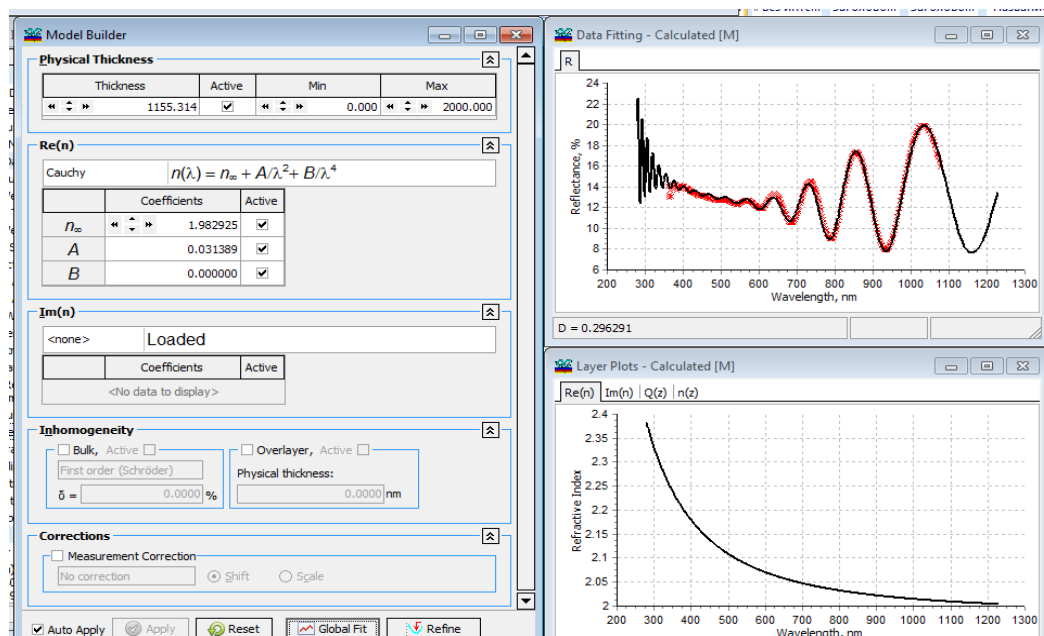 Model Builder
Physical Thickness
Thickness Active Min Max
1155.314 0.000 2000.000
Re(n)
Cauchy n(λ) = n∞ + A/λ² + B/λ⁴
Coefficients Active
n∞ 1.982925
A 0.031389
B 0.000000
Im(n)
<none> Loaded
Coefficients Active
<No data to display>
Inhomogeneity
Bulk, Active
First order (Schröder)
δ = 0.0000 %
Overlayer, Active
Physical thickness:
0.0000 nm
Corrections
Measurement Correction
No correction Shift Scale
Auto Apply Apply Reset Global Fit Refine
Data Fitting - Calculated [M]
R
Reflectance, %
24
22
20
18
16
14
12
10
8
6
200 300 400 500 600 700 800 900 1000 1100 1200 1300
Wavelength, nm
D = 0.296291
Layer Plots - Calculated [M]
Re(n) Im(n) Q(z) n(z)
Refractive Index
2.4
2.35
2.3
2.25
2.2
2.15
2.1
2.05
2
200 300 400 500 600 700 800 900 1000 1100 1200 1300
Wavelength, nm